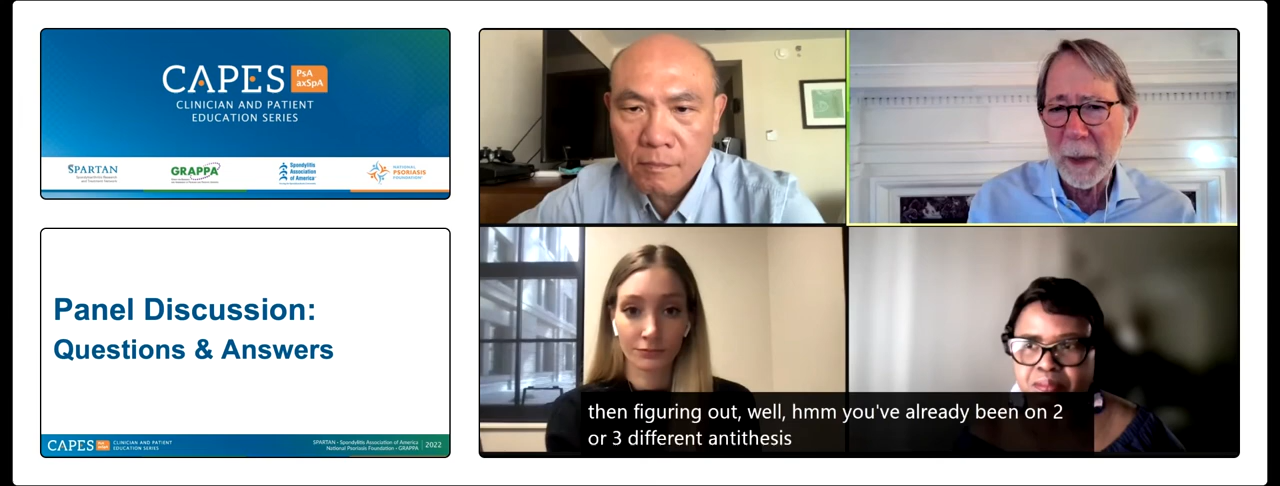 CAPES PsA
axSpA
CLINICIAN AND PATIENT
EDUCATION SERIES
SPARTAN
GRAPPA
Spondylitis
Association
of America
NATIONAL
PSORIASIS
FOUNDATION
Panel Discussion:
Questions & Answers
CAPES PsA axSpA
CLINICIAN AND PATIENT
EDUCATION SERIES
SPARTAN • Spondylitis Association of America
National Psoriasis Foundation • GRAPPA
2022
then figuring out, well, hmm you've already been on 2
or 3 different antithesis